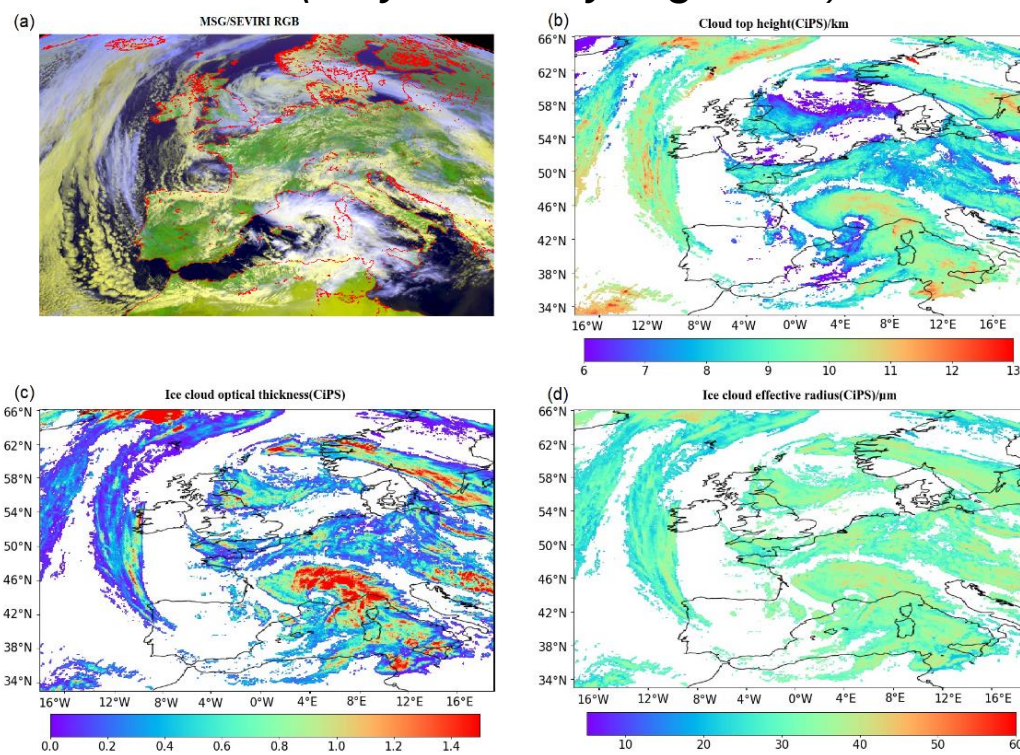 (a) MSG/SEVIRI RGB
(b) Cloud top height(CiPS)/km
66°N
62°N
58°N
54°N
50°N
46°N
42°N
38°N
34°N
16°W 12°W 8°W 4°W 0°W 4°E 8°E 12°E 16°E
6 7 8 9 10 11 12 13
(c) Ice cloud optical thickness(CiPS)
66°N
62°N
58°N
54°N
50°N
46°N
42°N
38°N
34°N
16°W 12°W 8°W 4°W 0°W 4°E 8°E 12°E 16°E
0.0 0.2 0.4 0.6 0.8 1.0 1.2 1.4
(d) Ice cloud effective radius(CiPS)/μm
66°N
62°N
58°N
54°N
50°N
46°N
42°N
38°N
34°N
16°W 12°W 8°W 4°W 0°W 4°E 8°E 12°E 16°E
10 20 30 40 50 60